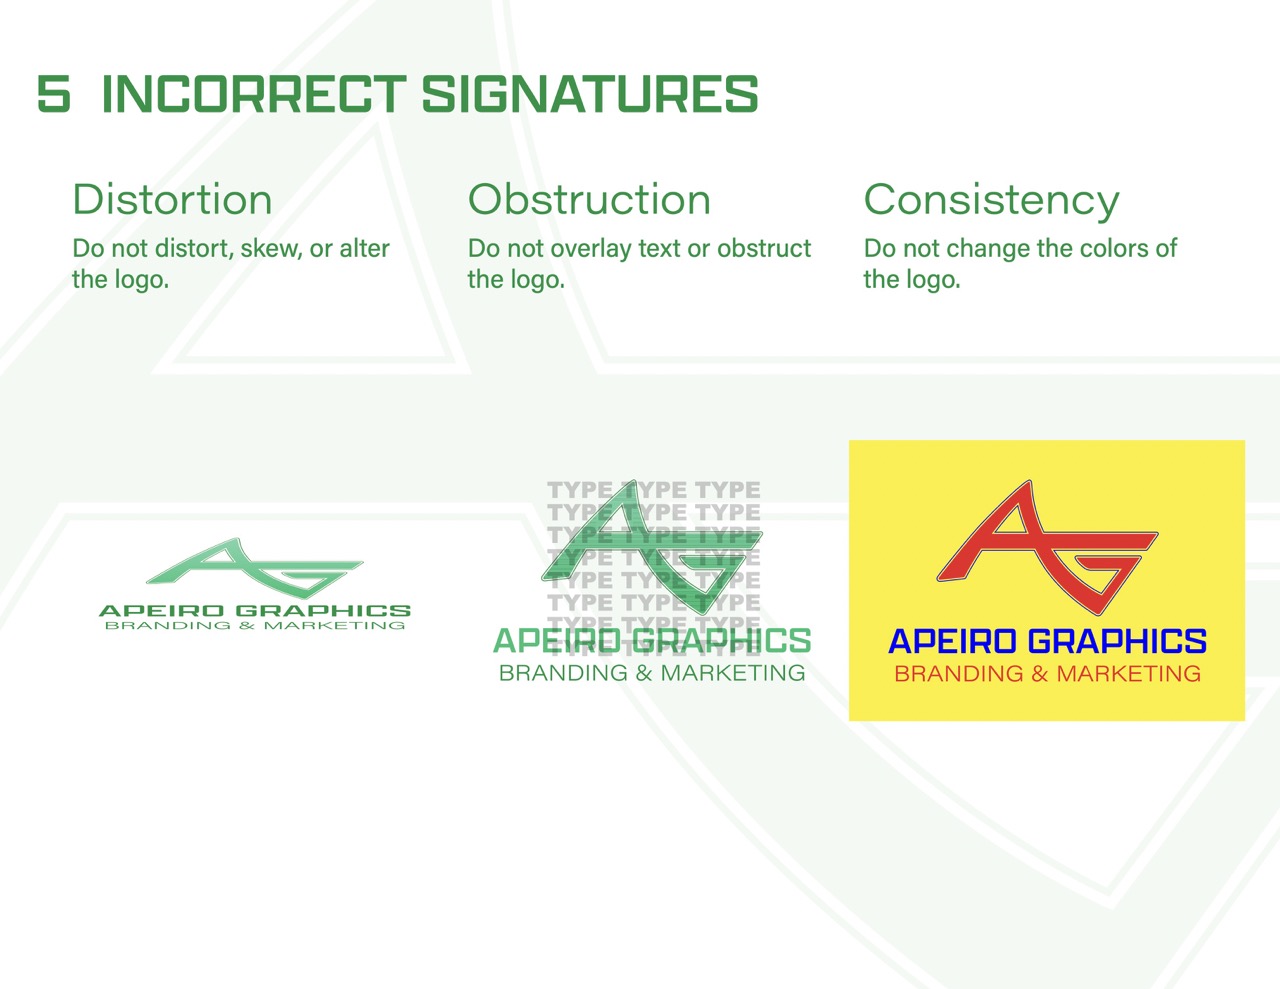 5 INCORRECT SIGNATURES
Distortion
Do not distort, skew, or alter
the logo.
Obstruction
Do not overlay text or obstruct
the logo.
Consistency
Do not change the colors of
the logo.
APEIRO GRAPHICS
BRANDING & MARKETING
TYPE TYPE TYPE
TYPE TYPE TYPE
TYPE TYPE TYPE
TYPE TYPE TYPE
TYPE TYPE TYPE
TYPE TYPE TYPE
TYPE TYPE TYPE
TYPE TYPE TYPE
APEIRO GRAPHICS
BRANDING & MARKETING
APEIRO GRAPHICS
BRANDING & MARKETING